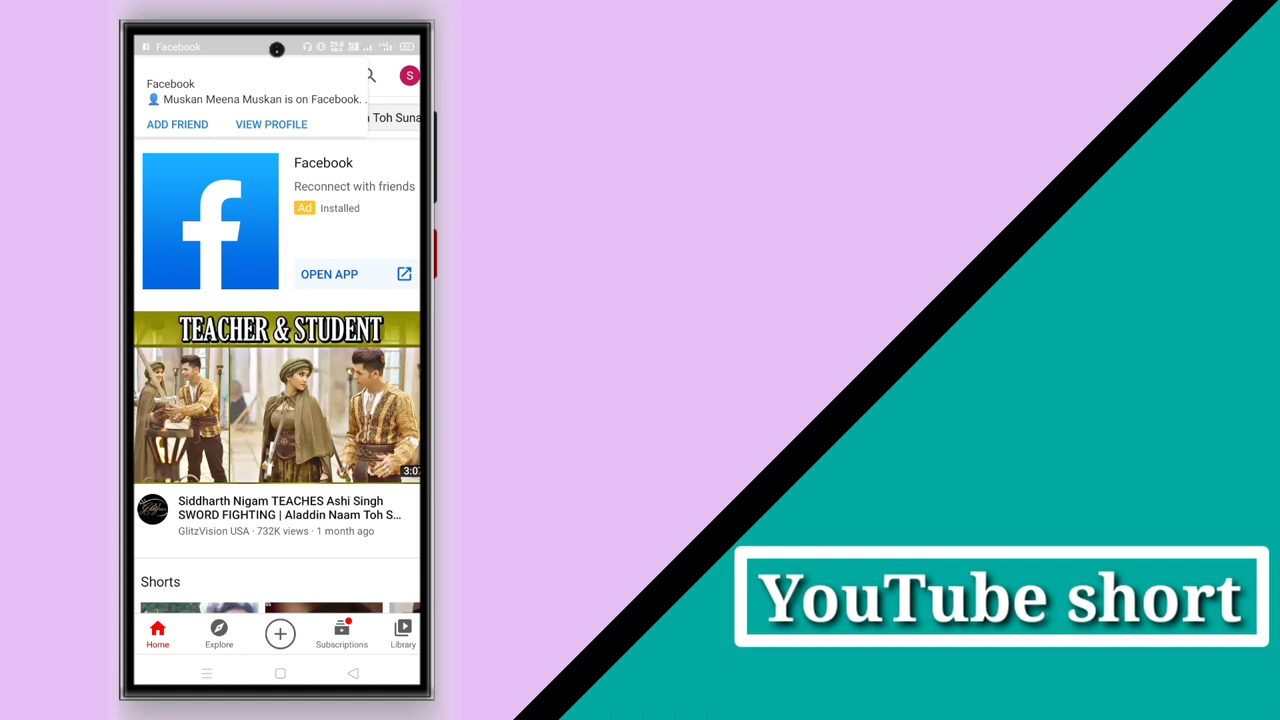 Facebook
Facebook
Muskan Meena Muskan is on Facebook. .
S
Toh Suna
ADD FRIEND VIEW PROFILE
Facebook
Reconnect with friends
Ad Installed
OPEN APP
TEACHER & STUDENT
3:07
Siddharth Nigam TEACHES Ashi Singh
SWORD FIGHTING | Aladdin Naam Toh S...
GlitzVision USA · 732K views · 1 month ago
Shorts
Home Explore Subscriptions Library
YouTube short